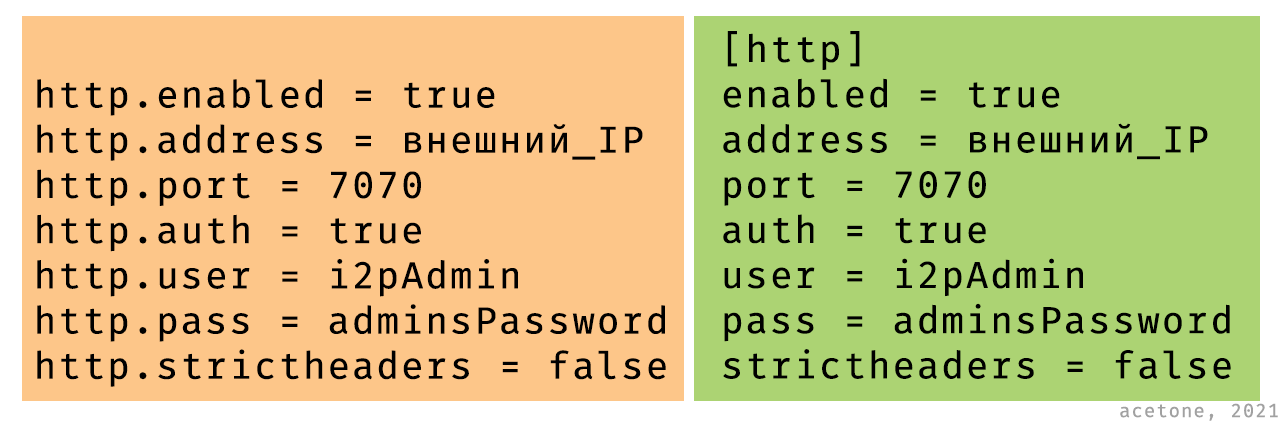 http.enabled = true
http.address = внешний_IP
http.port = 7070
http.auth = true
http.user = i2pAdmin
http.pass = adminsPassword
http.strictheaders = false
[http]
enabled = true
address = внешний_IP
port = 7070
auth = true
user = i2pAdmin
pass = adminsPassword
strictheaders = false
acetone, 2021